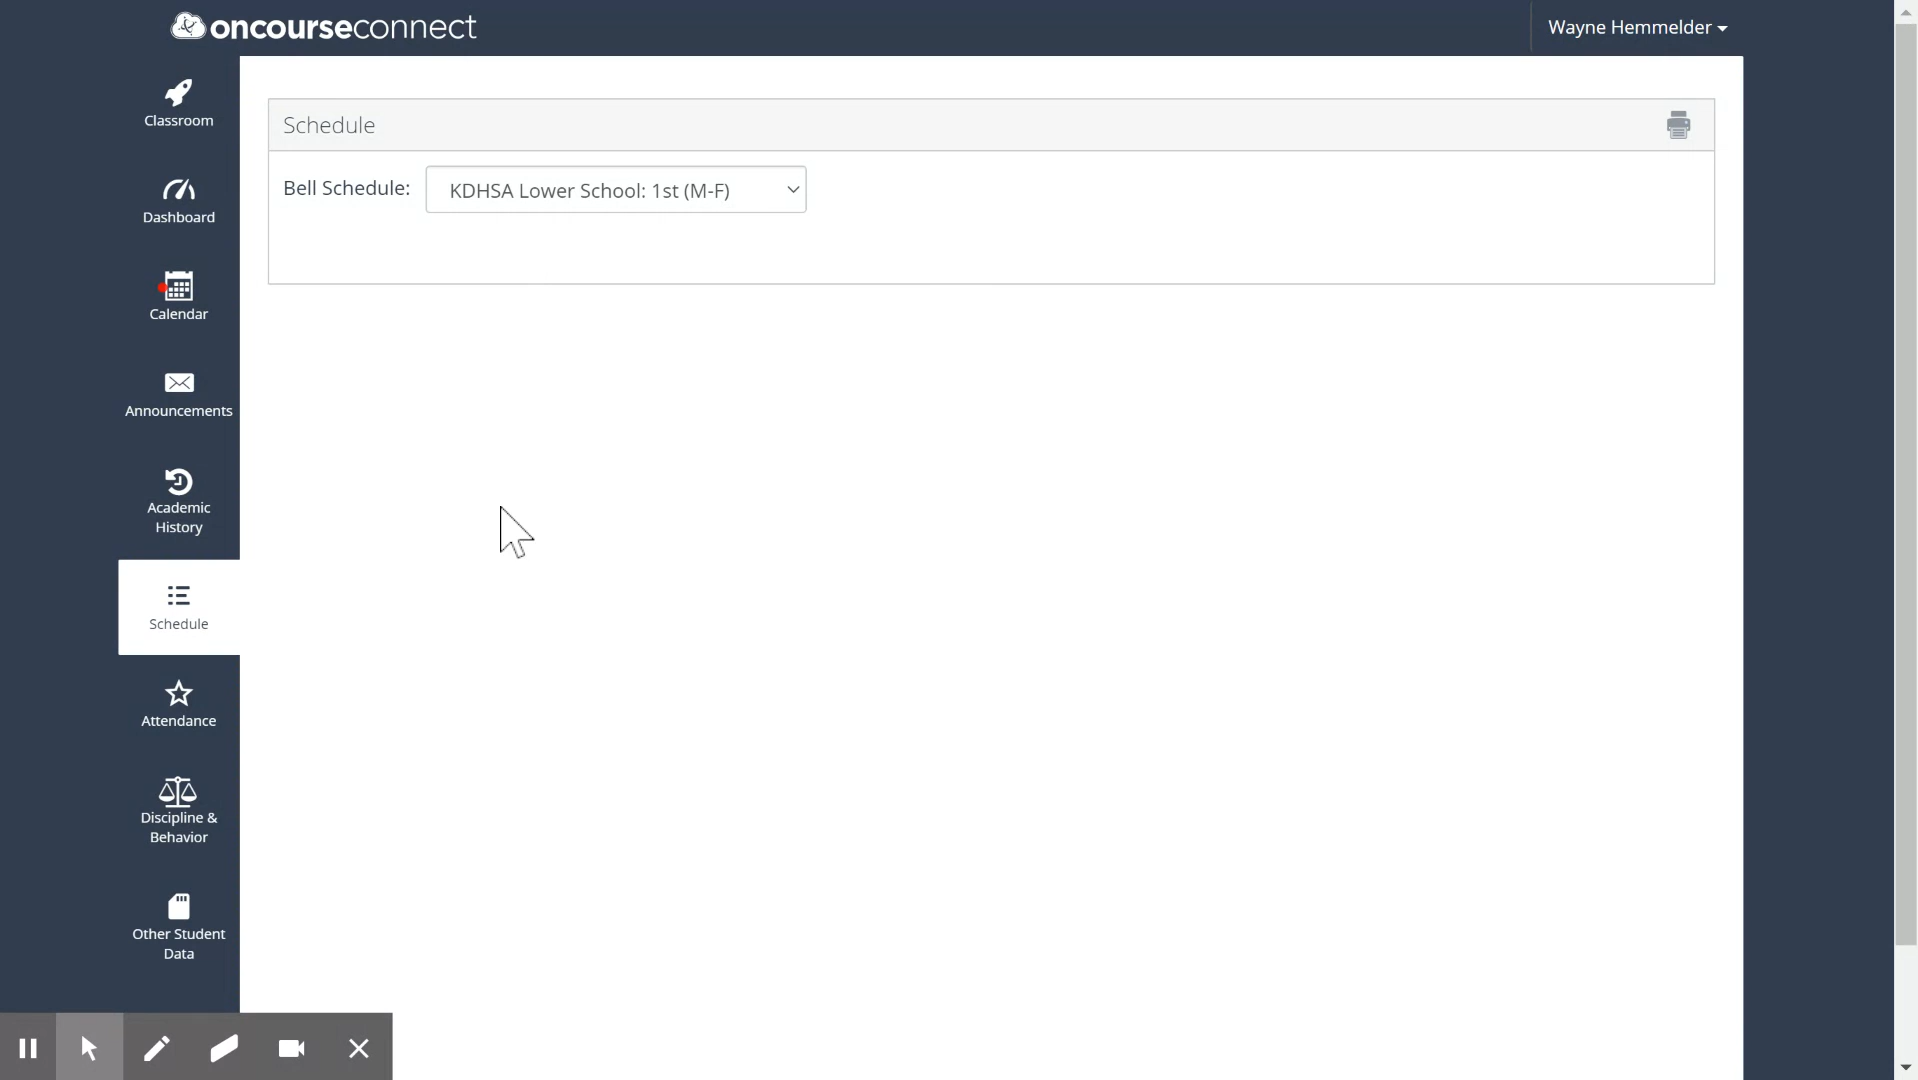 oncourseconnect
Wayne Hemmelder
Classroom
Dashboard
Calendar
Announcements
Academic
History
Schedule
Attendance
Discipline &
Behavior
Other Student
Data
Schedule
Bell Schedule: KDHSA Lower School: 1st (M-F)